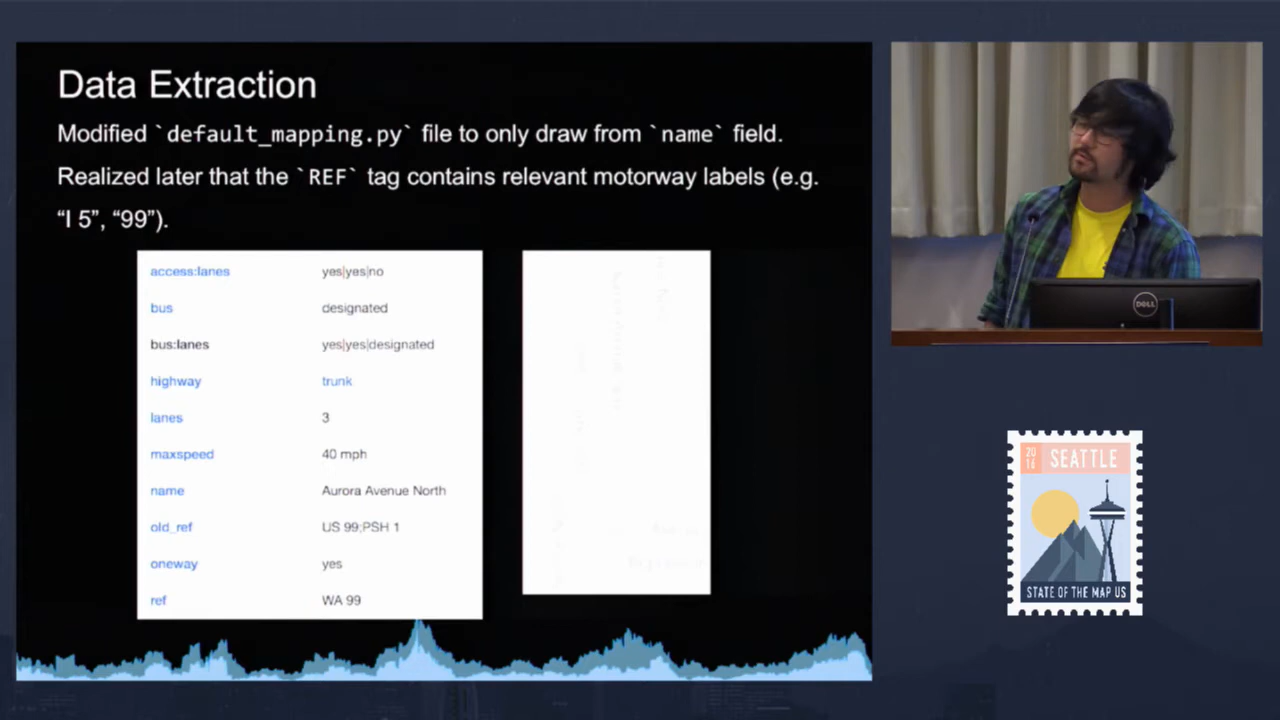 Data Extraction
Modified `default_mapping.py` file to only draw from `name` field.
Realized later that the `REF` tag contains relevant motorway labels (e.g.
“I 5”, “99”).
access:lanes yes|yes|no
bus designated
bus:lanes yes|yes|designated
highway trunk
lanes 3
maxspeed 40 mph
name Aurora Avenue North
old_ref US 99;PSH 1
oneway yes
ref WA 99
DELL
20
16
SEATTLE
STATE OF THE MAP US